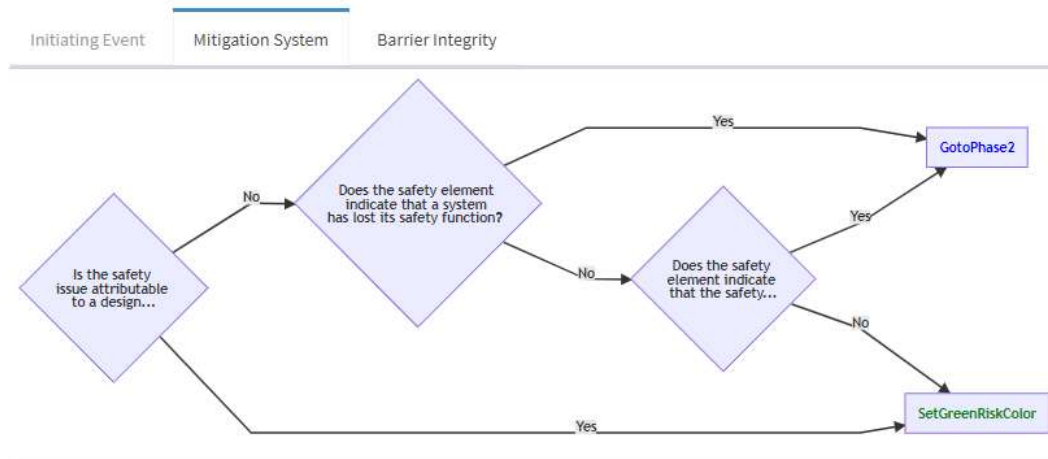 Initiating Event
Mitigation System
Barrier Integrity
Yes
GotoPhase2
Does the safety element
indicate that a system
has lost its safety function?
No
Yes
Is the safety
issue attributable
to a design...
No
Does the safety
element indicate
that the safety...
No
SetGreenRiskColor
Yes